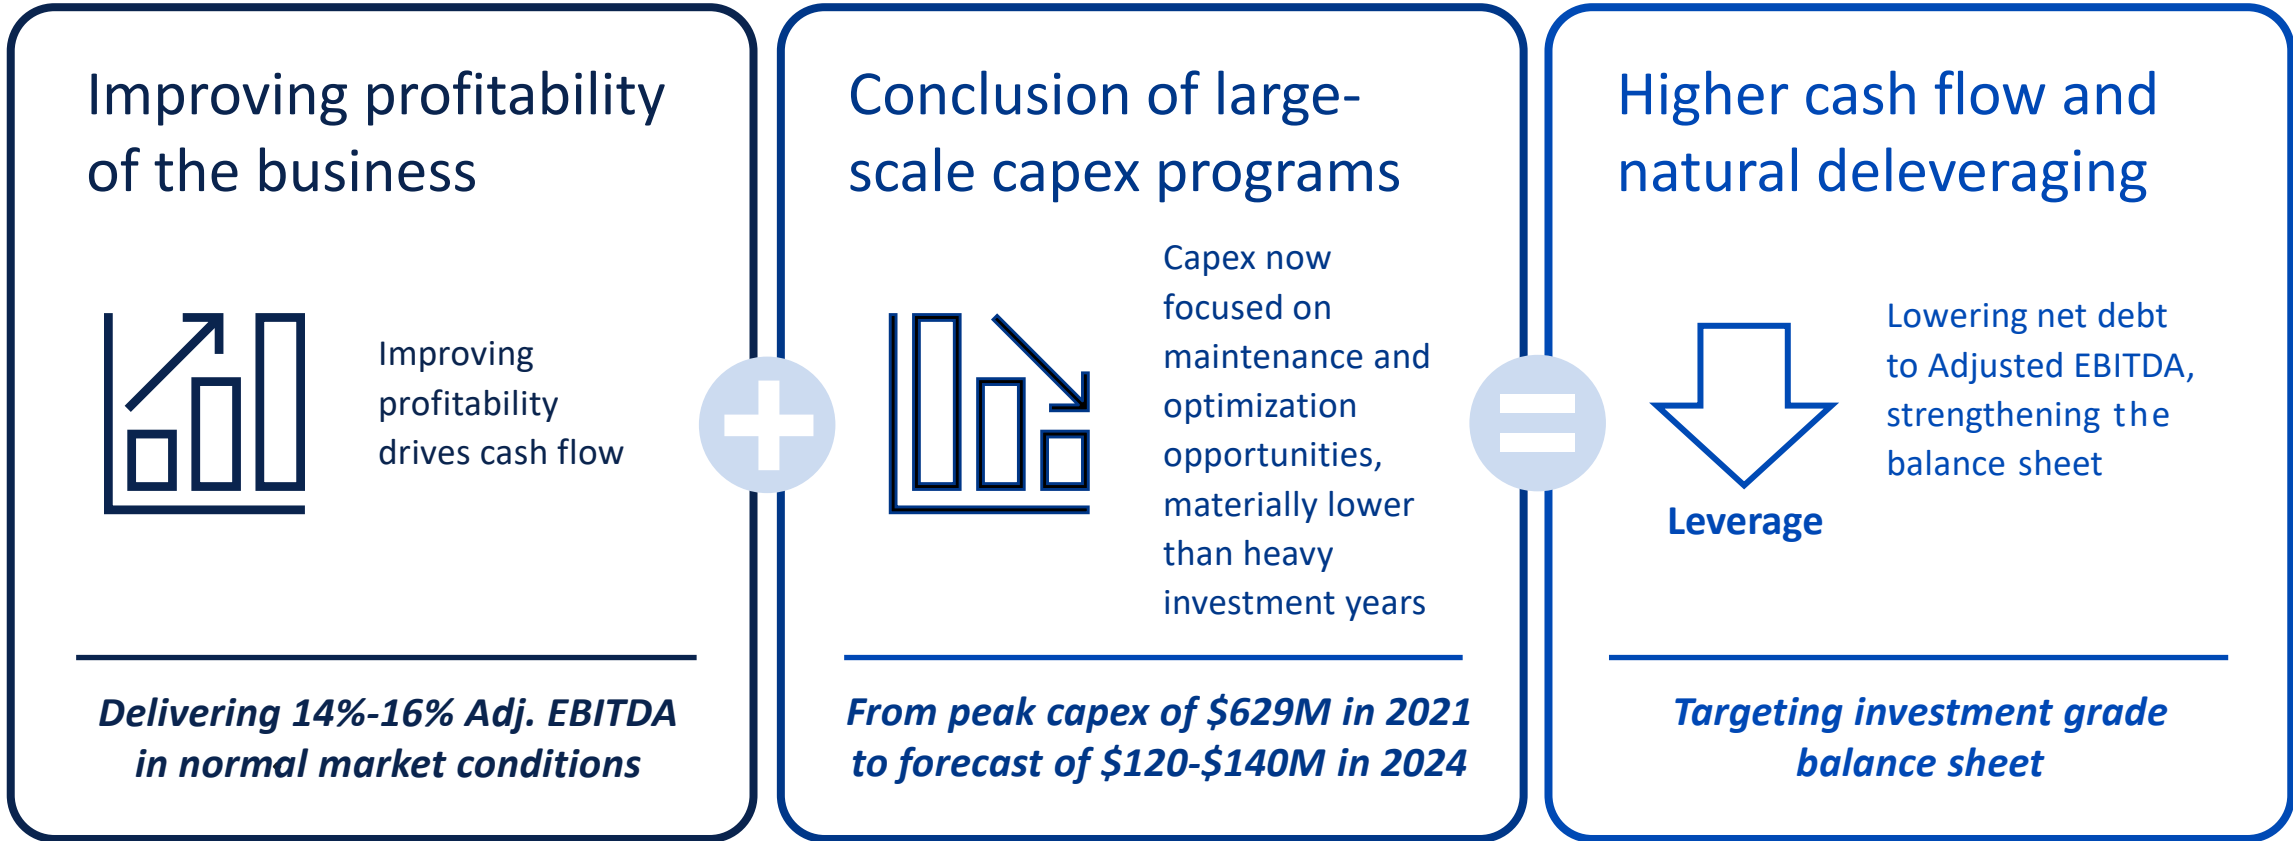 Improving profitability
of the business
Improving
profitability
drives cash flow
Delivering 14%-16% Adj. EBITDA
in normal market conditions
Conclusion of large-
scale capex programs
Capex now
focused on
maintenance and
optimization
opportunities,
materially lower
than heavy
investment years
From peak capex of $629M in 2021
to forecast of $120-$140M in 2024
Higher cash flow and
natural deleveraging
Leverage
Lowering net debt
to Adjusted EBITDA,
strengthening the
balance sheet
Targeting investment grade
balance sheet